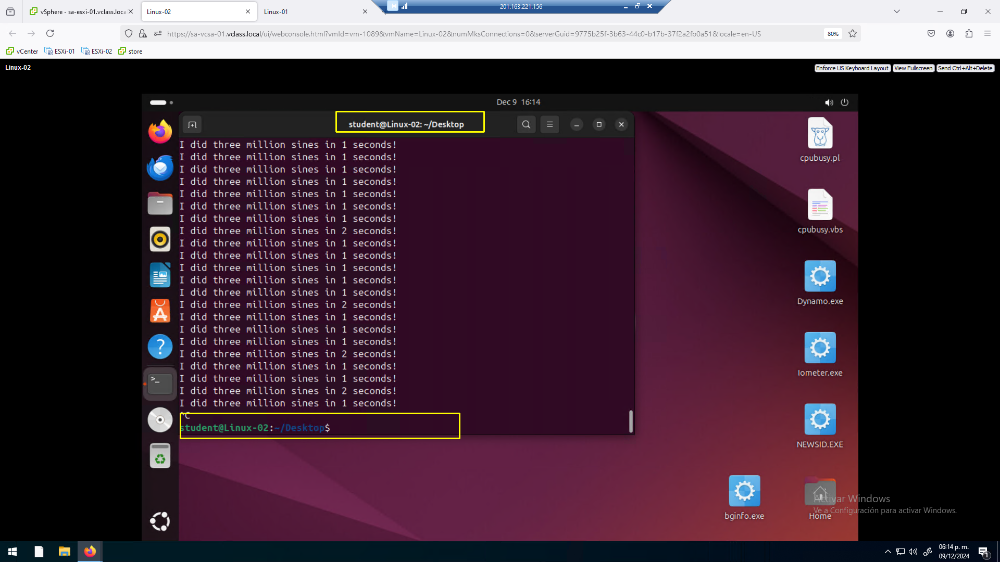 vSphere - sa-esxi-01.vclass.loca
Linux-02
Linux-01
201.163.221.156
https://sa-vcsa-01.vclass.local/ui/webconsole.html?vmId=vm-1089&vmName=Linux-02&numMksConnections=0&serverGuid=9775b25f-3b63-44c0-b17b-37f2a2fb0a51&locale=en-US
80%
vCenter
ESXi-01
ESXi-02
store
Linux-02
Enforce US Keyboard Layout
View Fullscreen
Send Ctrl+Alt+Delete
Dec 9 16:14
student@Linux-02: ~/Desktop
I did three million sines in 1 seconds!
I did three million sines in 1 seconds!
I did three million sines in 1 seconds!
I did three million sines in 1 seconds!
I did three million sines in 1 seconds!
I did three million sines in 1 seconds!
I did three million sines in 1 seconds!
I did three million sines in 2 seconds!
I did three million sines in 1 seconds!
I did three million sines in 1 seconds!
I did three million sines in 1 seconds!
I did three million sines in 1 seconds!
I did three million sines in 1 seconds!
I did three million sines in 2 seconds!
I did three million sines in 1 seconds!
I did three million sines in 1 seconds!
I did three million sines in 1 seconds!
I did three million sines in 2 seconds!
I did three million sines in 1 seconds!
I did three million sines in 1 seconds!
I did three million sines in 2 seconds!
I did three million sines in 1 seconds!
^C
student@Linux-02:~/Desktop$
cpubusy.pl
cpubusy.vbs
Dynamo.exe
Iometer.exe
NEWSID.EXE
bginfo.exe
Home
Activar Windows
Ve a Configuración para activar Windows.
06:14 p. m.
09/12/2024
1